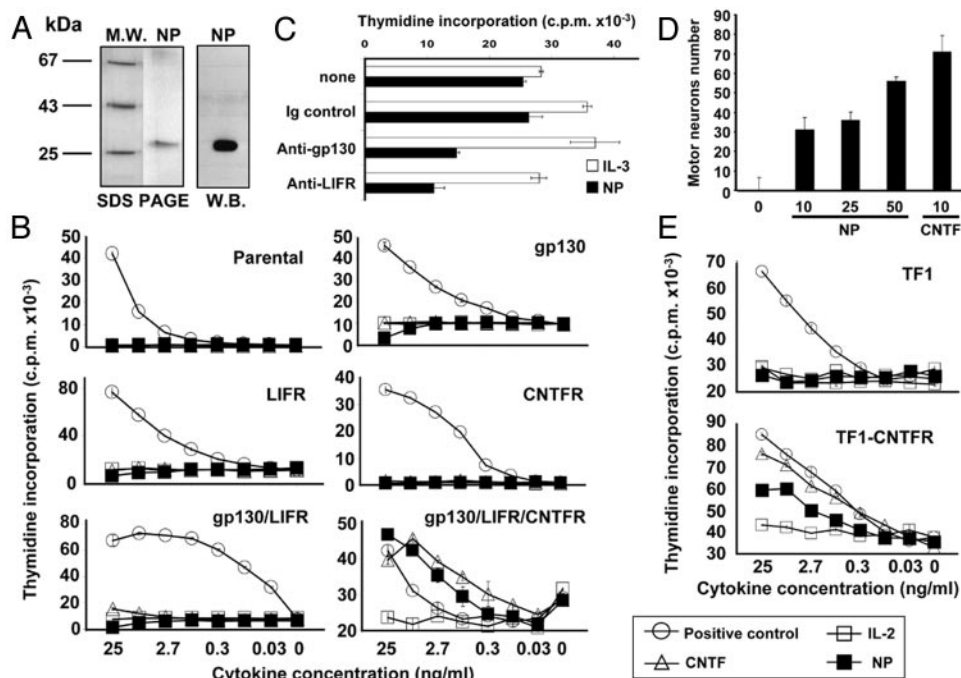 A
kDa
M.W. NP
NP
67
43
25
SDS PAGE
W.B.
C
Thymidine incorporation (c.p.m. x10-3)
0 10 20 30 40
none
Ig control
Anti-gp130
Anti-LIFR
IL-3
NP
D
Motor neurons number
90
80
70
60
50
40
30
20
10
0
0 10 25 50 10
NP
CNTF
B
Thymidine incorporation (c.p.m. x10-3)
Parental
50
40
30
20
10
0
gp130
50
40
30
20
10
0
LIFR
80
40
0
CNTFR
40
30
20
10
0
gp130/LIFR
80
60
40
20
0
gp130/LIFR/CNTFR
50
40
30
20
25 2.7 0.3 0.03 0
25 2.7 0.3 0.03 0
Cytokine concentration (ng/ml)
E
Thymidine incorporation (c.p.m. x10-3)
TF1
70
60
50
40
30
20
TF1-CNTFR
90
80
70
60
50
40
30
25 2.7 0.3 0.03 0
Cytokine concentration (ng/ml)
Positive control
IL-2
CNTF
NP